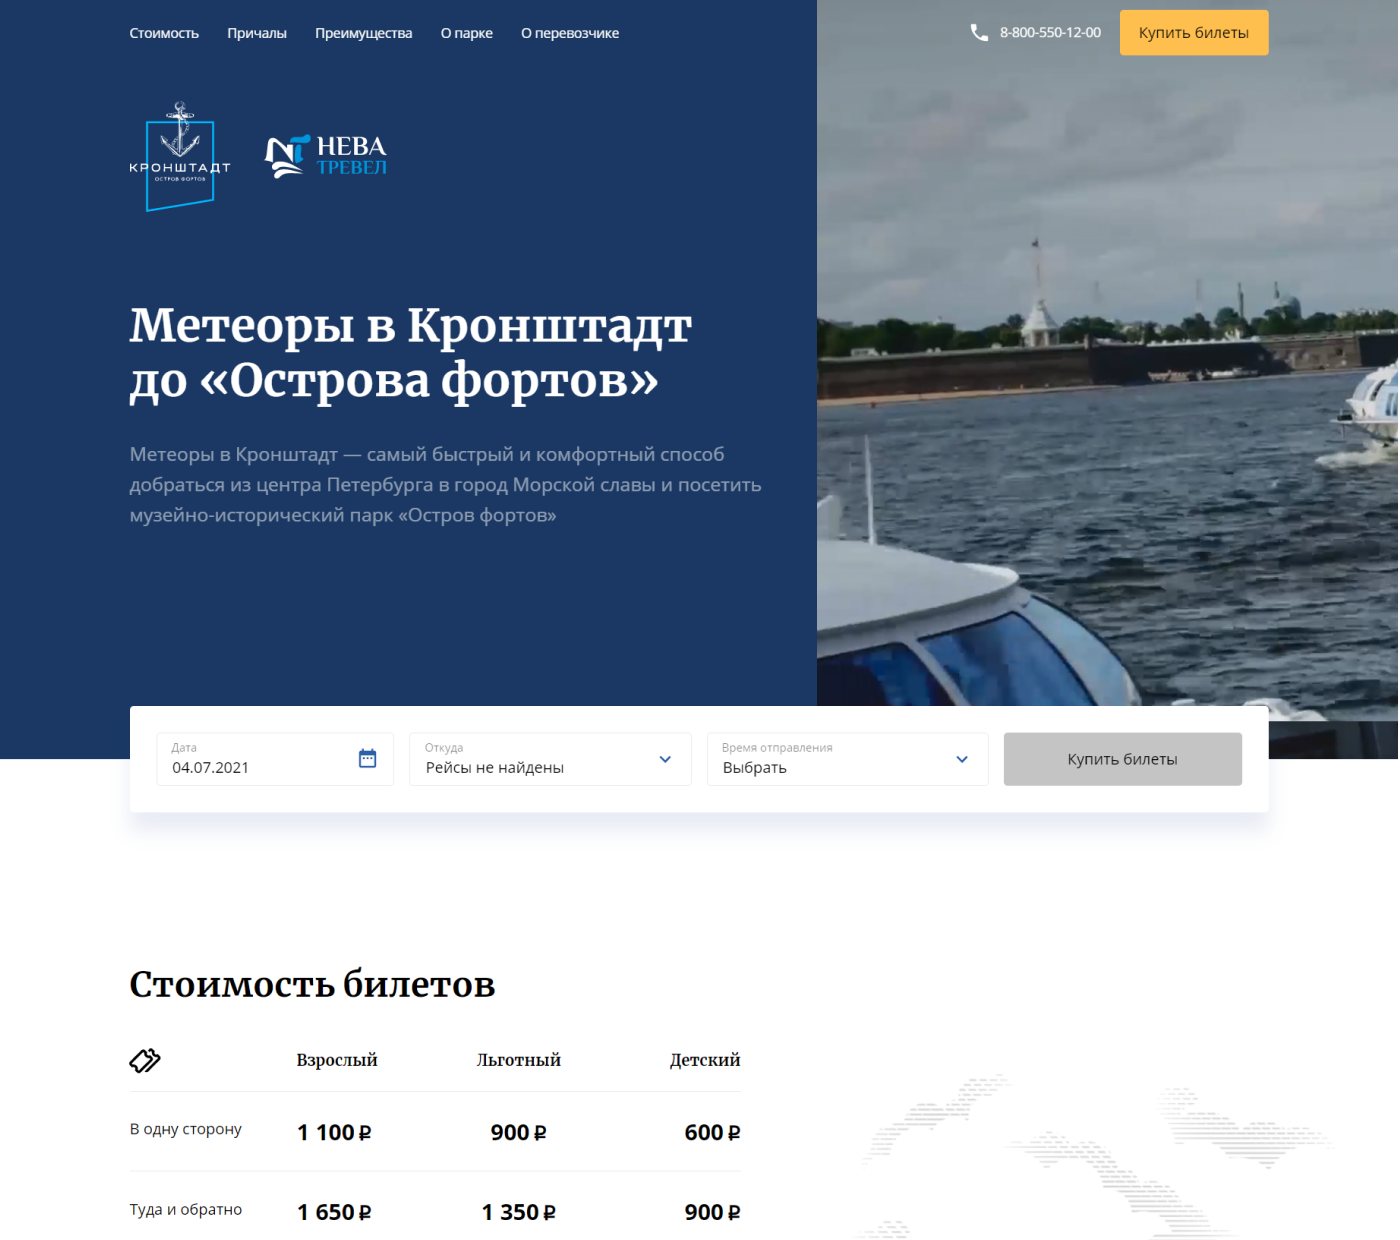 Стоимость Причалы Преимущества О парке О перевозчике 8-800-550-12-00 Купить билеты
КРОНШТАДТ
ОСТРОВ ФОРТОВ
НЕВА
ТРЕВЕЛ
Метеоры в Кронштадт
до «Острова фортов»
Метеоры в Кронштадт — самый быстрый и комфортный способ
добраться из центра Петербурга в город Морской славы и посетить
музейно-исторический парк «Остров фортов»
Дата Откуда Время отправления
04.07.2021 Рейсы не найдены Выбрать Купить билеты
Стоимость билетов
Взрослый Льготный Детский
В одну сторону 1 100 ₽ 900 ₽ 600 ₽
Туда и обратно 1 650 ₽ 1 350 ₽ 900 ₽